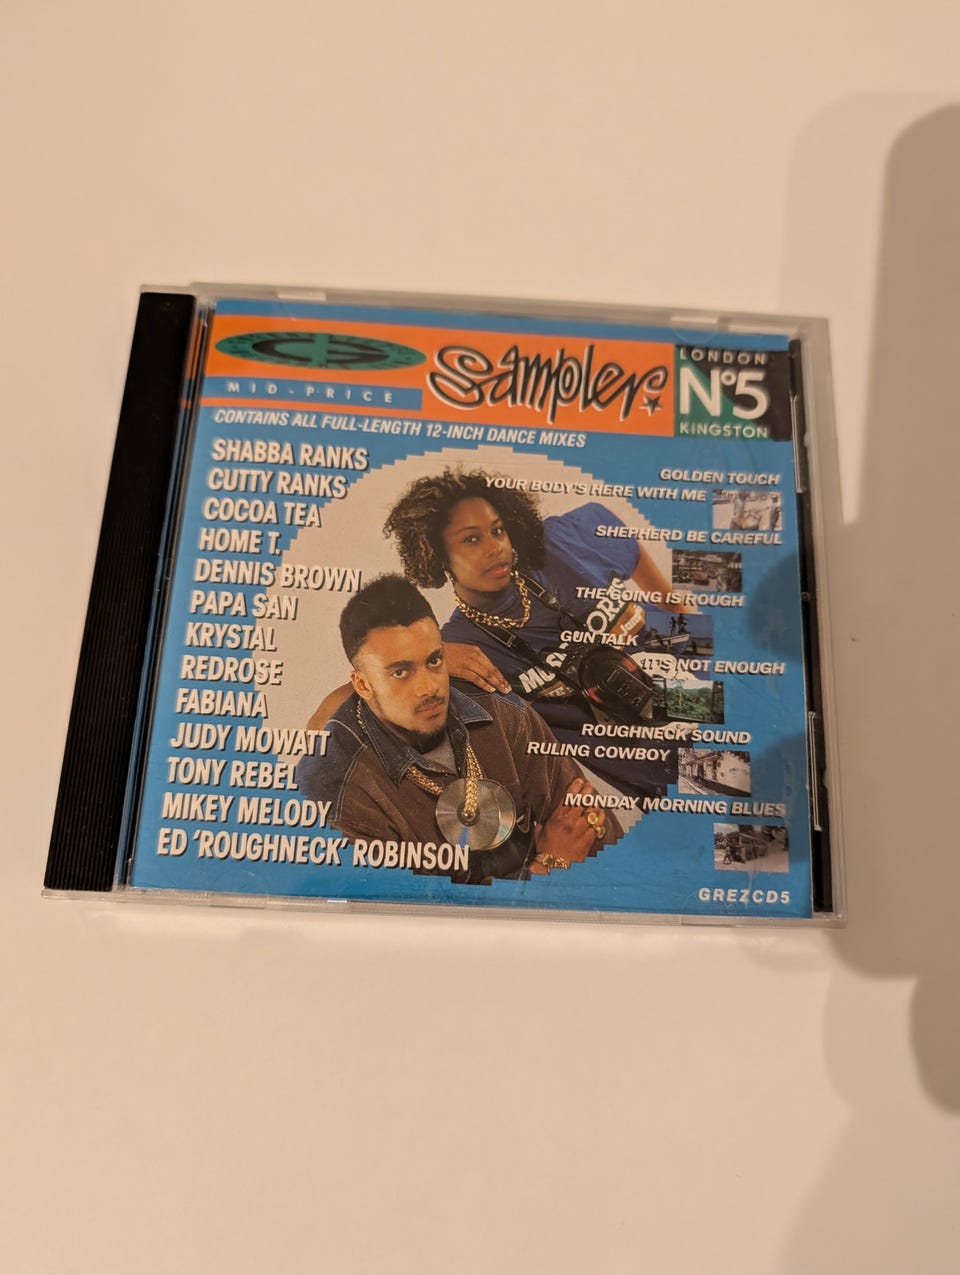 Sampler
LONDON
Nº5
KINGSTON
MID-PRICE
CONTAINS ALL FULL-LENGTH 12-INCH DANCE MIXES
SHABBA RANKS
CUTTY RANKS
COCOA TEA
HOME T.
DENNIS BROWN
PAPA SAN
KRYSTAL
REDROSE
FABIANA
JUDY MOWATT
TONY REBEL
MIKEY MELODY
ED 'ROUGHNECK' ROBINSON
GOLDEN TOUCH
YOUR BODY'S HERE WITH ME
SHEPHERD BE CAREFUL
THE GOING IS ROUGH
GUN TALK
IT'S NOT ENOUGH
ROUGHNECK SOUND
RULING COWBOY
MONDAY MORNING BLUES
GREZCD5